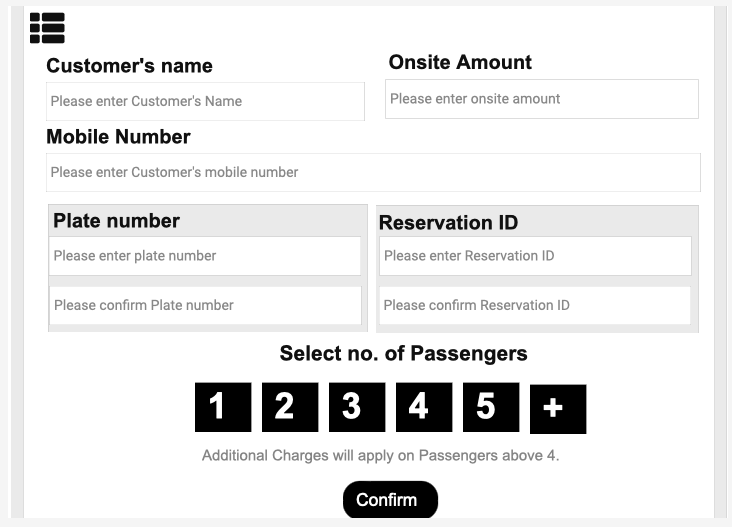 Customer's name
Onsite Amount
Please enter Customer's Name
Please enter onsite amount
Mobile Number
Please enter Customer's mobile number
Plate number
Please enter plate number
Please confirm Plate number
Reservation ID
Please enter Reservation ID
Please confirm Reservation ID
Select no. of Passengers
1 2 3 4 5 +
Additional Charges will apply on Passengers above 4.
Confirm